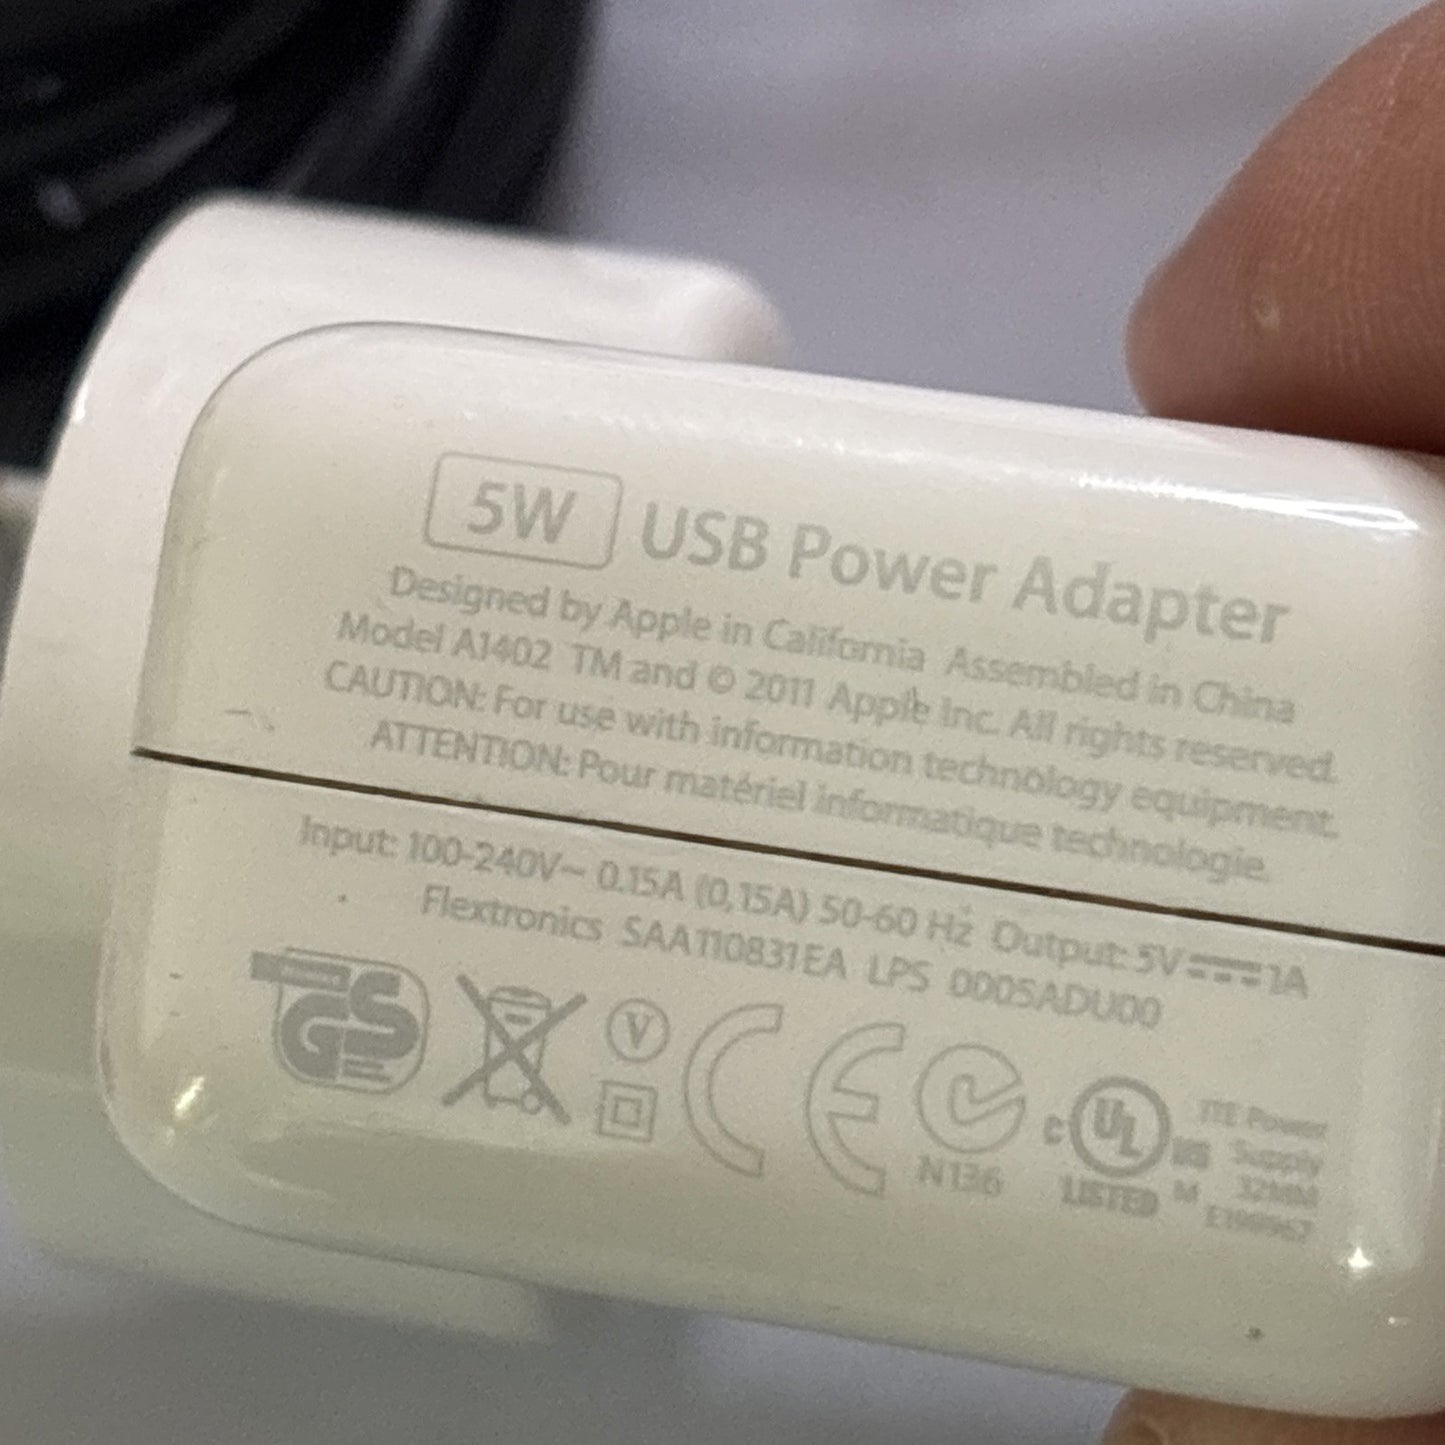 5W USB Power Adapter
Designed by Apple in California Assembled in China
Model A1402 TM and © 2011 Apple Inc. All rights reserved.
CAUTION: For use with information technology equipment.
ATTENTION: Pour matériel informatique technologie.
Input: 100-240V~ 0.15A (0,15A) 50-60 Hz Output: 5V⎓1A
Flextronics SAA110831EA LPS 0005ADU00
GS
V
CE
N136
c UL US
LISTED M
ITE Power
Supply
32MM